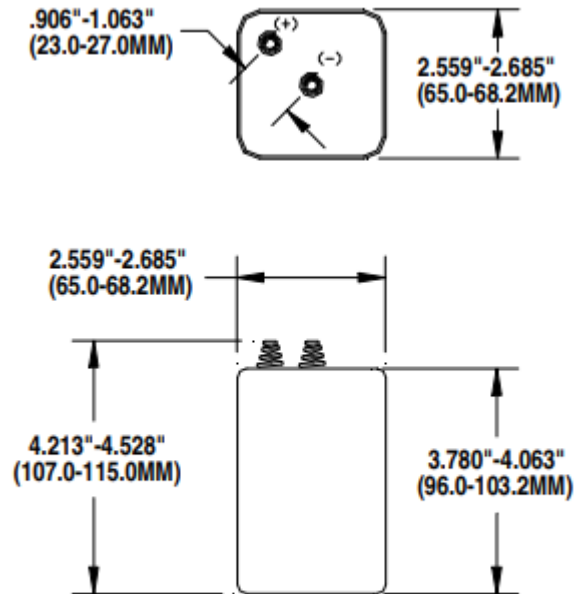 .906"-1.063"
(23.0-27.0MM)
(+)
(-)
2.559"-2.685"
(65.0-68.2MM)
2.559"-2.685"
(65.0-68.2MM)
4.213"-4.528"
(107.0-115.0MM)
3.780"-4.063"
(96.0-103.2MM)